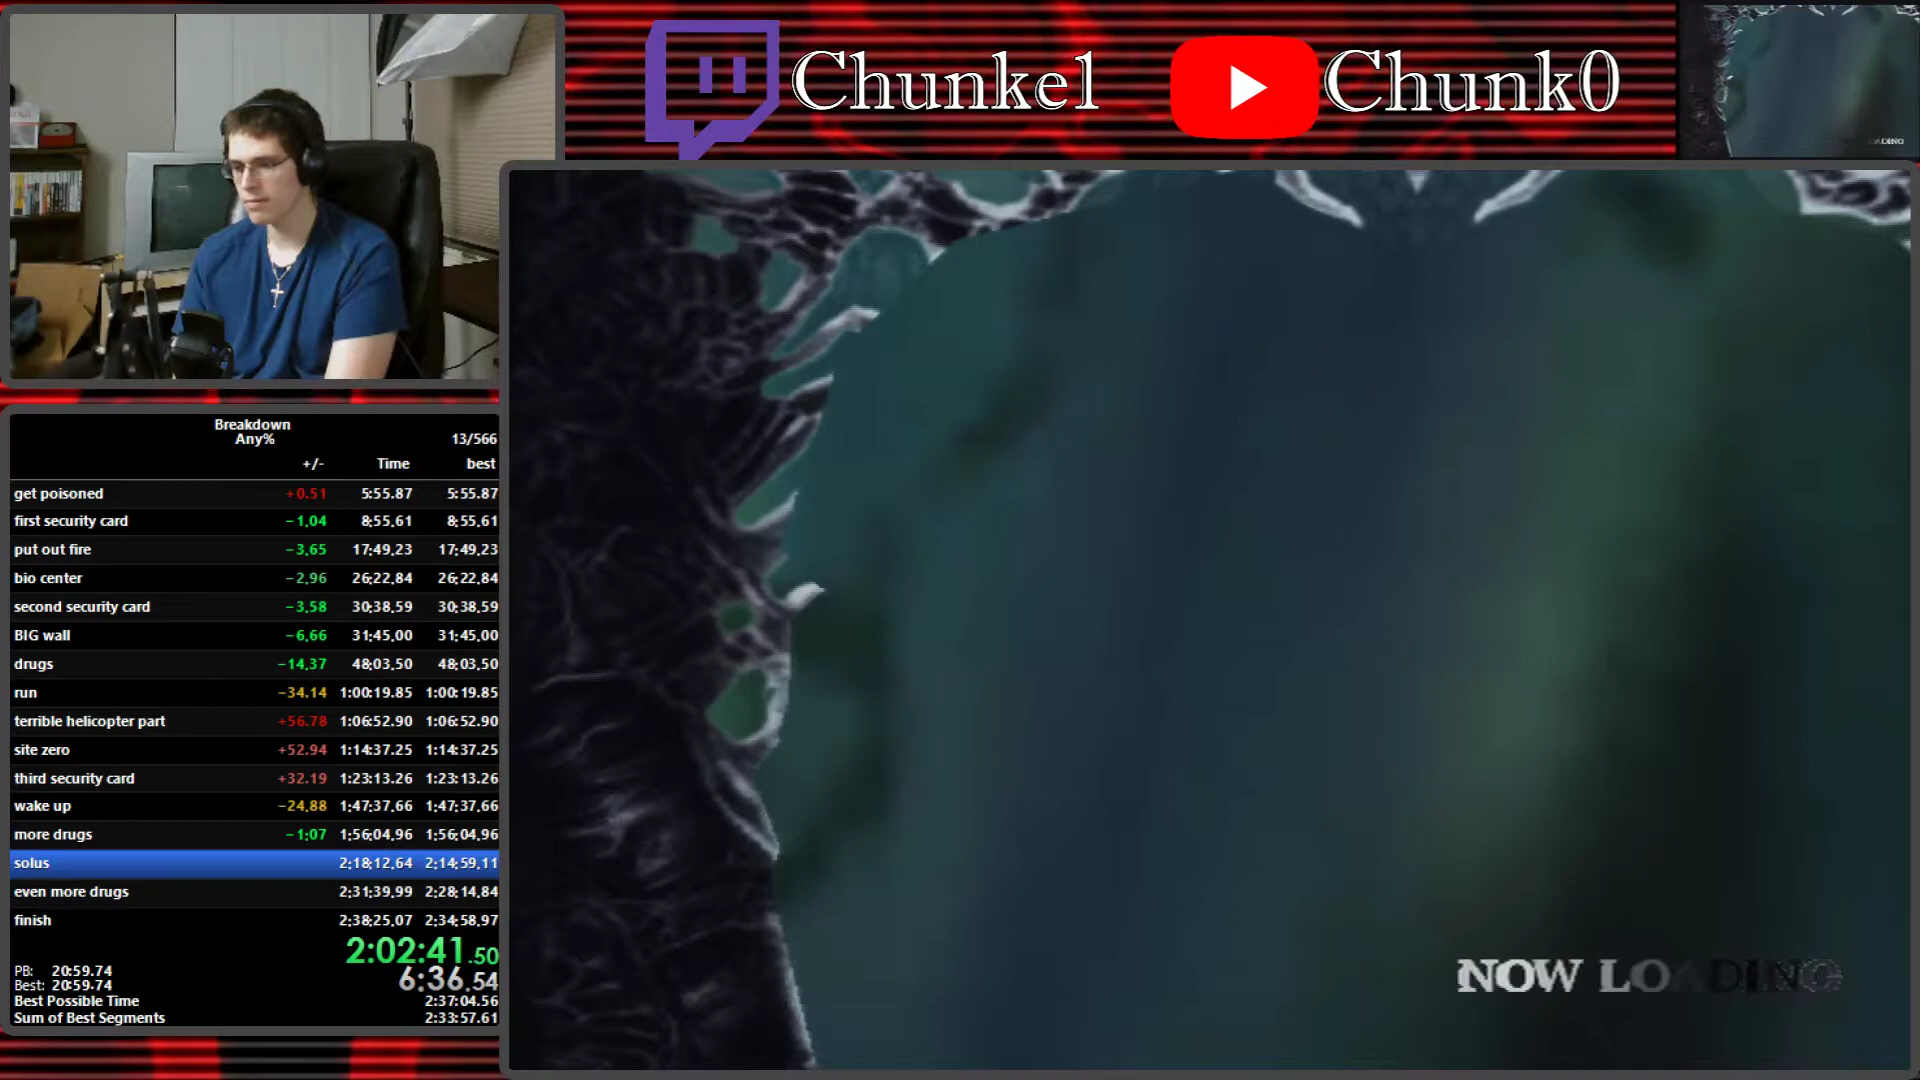 Chunkel
Chunk0
Breakdown
Any% 13/566
+/- Time best
get poisoned +0.51 5:55.87 5:55.87
first security card -1.04 8:55.61 8:55.61
put out fire -3.65 17:49.23 17:49.23
bio center -2.96 26:22.84 26:22.84
second security card -3.58 30:38.59 30:38.59
BIG wall -6.66 31:45.00 31:45.00
drugs -14.37 48:03.50 48:03.50
run -34.14 1:00:19.85 1:00:19.85
terrible helicopter part +56.78 1:06:52.90 1:06:52.90
site zero +52.94 1:14:37.25 1:14:37.25
third security card +32.19 1:23:13.26 1:23:13.26
wake up -24.88 1:47:37.66 1:47:37.66
more drugs -1:07 1:56:04.96 1:56:04.96
solus 2:18:12.64 2:14:59.11
even more drugs 2:31:39.99 2:28:14.84
finish 2:38:25.07 2:34:58.97
2:02:41.50
PB: 20:59.74
6:36.54
Best: 20:59.74
Best Possible Time 2:37:04.56
Sum of Best Segments 2:33:57.61
NOW LOADING